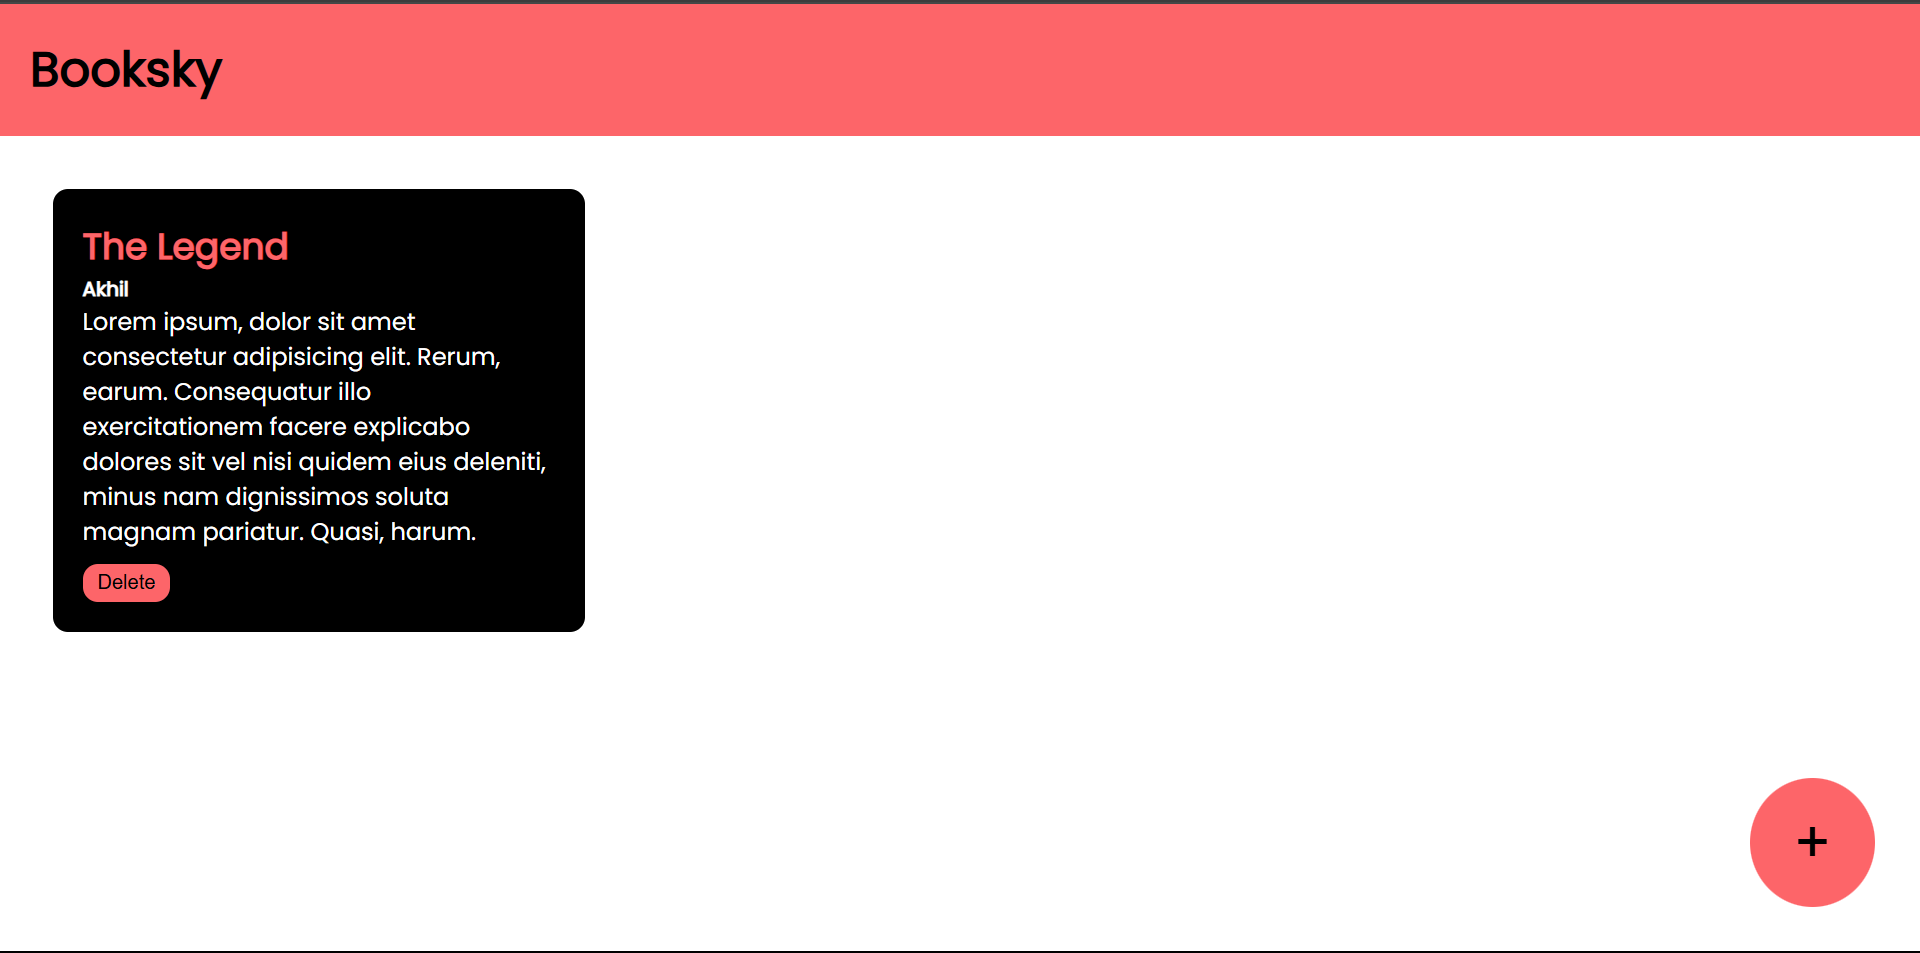 Booksky
The Legend
Akhil
Lorem ipsum, dolor sit amet
consectetur adipisicing elit. Rerum,
earum. Consequatur illo
exercitationem facere explicabo
dolores sit vel nisi quidem eius deleniti,
minus nam dignissimos soluta
magnam pariatur. Quasi, harum.
Delete
+